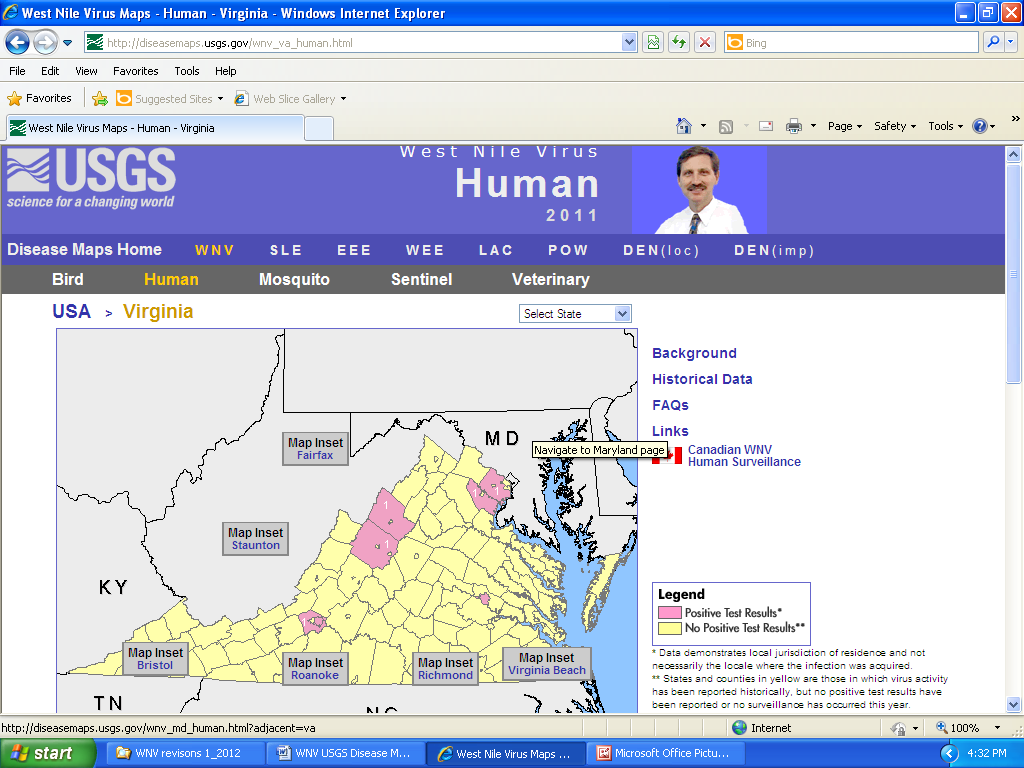 West Nile Virus Maps - Human - Virginia - Windows Internet Explorer
http://diseasemaps.usgs.gov/wnv_va_human.html
Bing
File Edit View Favorites Tools Help
Favorites Suggested Sites Web Slice Gallery
West Nile Virus Maps - Human - Virginia
Page Safety Tools »
USGS
science for a changing world
West Nile Virus
Human
2011
Disease Maps Home WNV SLE EEE WEE LAC POW DEN(loc) DEN(imp)
Bird Human Mosquito Sentinel Veterinary
USA > Virginia
Select State
Background
Historical Data
FAQs
Links
Canadian WNV
Human Surveillance
Map Inset
Fairfax
MD
Navigate to Maryland page
1
1
1
1
Map Inset
Staunton
KY
1
Map Inset
Bristol
Map Inset
Roanoke
Map Inset
Richmond
Map Inset
Virginia Beach
TN
NC
Legend
Positive Test Results*
No Positive Test Results**
* Data demonstrates local jurisdiction of residence and not
necessarily the locale where the infection was acquired.
** States and counties in yellow are those in which virus activity
has been reported historically, but no positive test results have
been reported or no surveillance has occurred this year.
http://diseasemaps.usgs.gov/wnv_md_human.html?adjacent=va
Internet
100%
start
WNV revisons 1_2012
WNV USGS Disease M...
West Nile Virus Maps ...
Microsoft Office Pictu...
4:32 PM